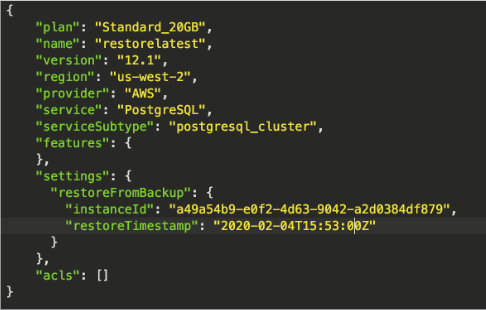 {
"plan": "Standard_20GB",
"name": "restorelatest",
"version": "12.1",
"region": "us-west-2",
"provider": "AWS",
"service": "PostgreSQL",
"serviceSubtype": "postgresql_cluster",
"features": {
},
"settings": {
"restoreFromBackup": {
"instanceId": "a49a54b9-e0f2-4d63-9042-a2d0384df879",
"restoreTimestamp": "2020-02-04T15:53:00Z"
}
},
"acls": []
}